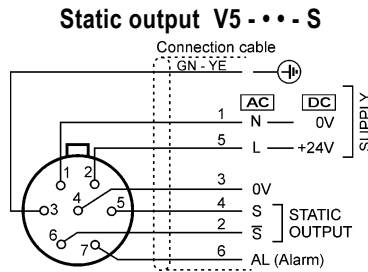 Static output V5 - • • - S
Connection cable
GN - YE
AC DC
1 N 0V
5 L +24V
SUPPLY
3 0V
4 S
2 S̅
STATIC OUTPUT
6 AL (Alarm)
1 2
3 4 5
6
7